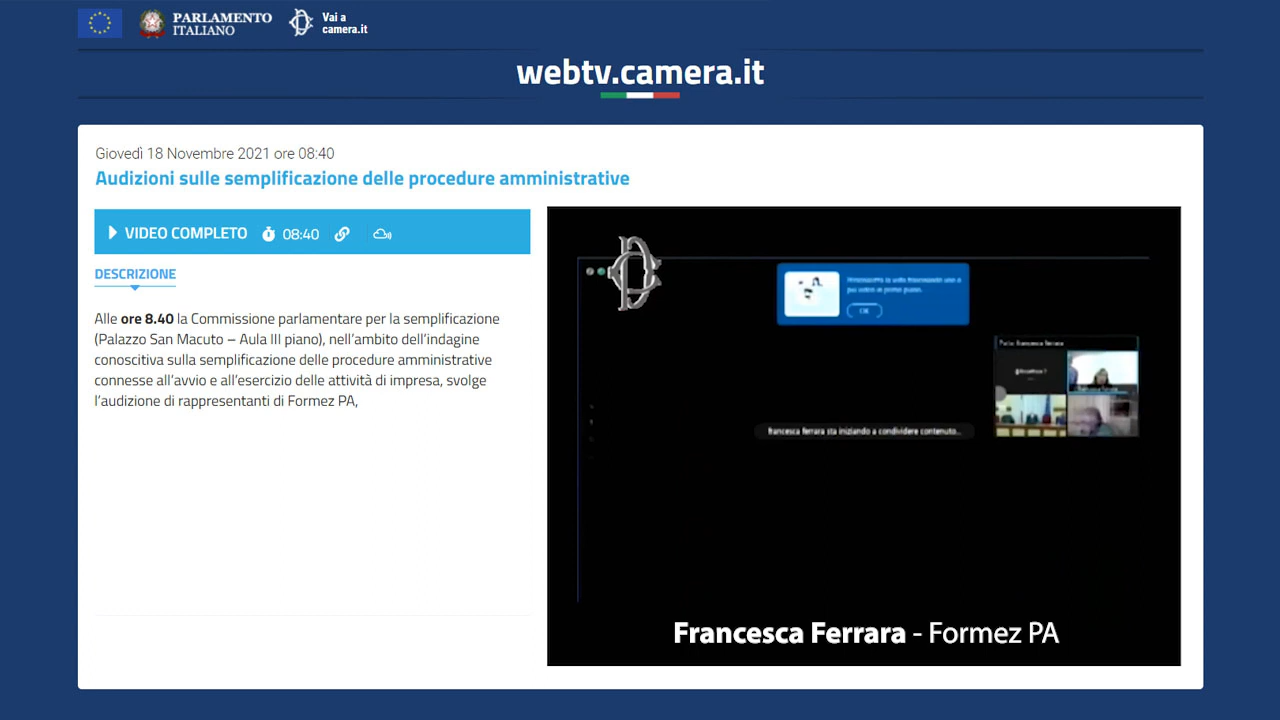 PARLAMENTO
ITALIANO
Vai a
camera.it
webtv.camera.it
Giovedì 18 Novembre 2021 ore 08:40
Audizioni sulle semplificazione delle procedure amministrative
VIDEO COMPLETO 08:40
DESCRIZIONE
Alle ore 8.40 la Commissione parlamentare per la semplificazione
(Palazzo San Macuto – Aula III piano), nell’ambito dell’indagine
conoscitiva sulla semplificazione delle procedure amministrative
connesse all’avvio e all’esercizio delle attività di impresa, svolge
l’audizione di rappresentanti di Formez PA,
OK
Parla: francesca ferrara
francesca ferrara sta iniziando a condividere contenuto...
Francesca Ferrara - Formez PA